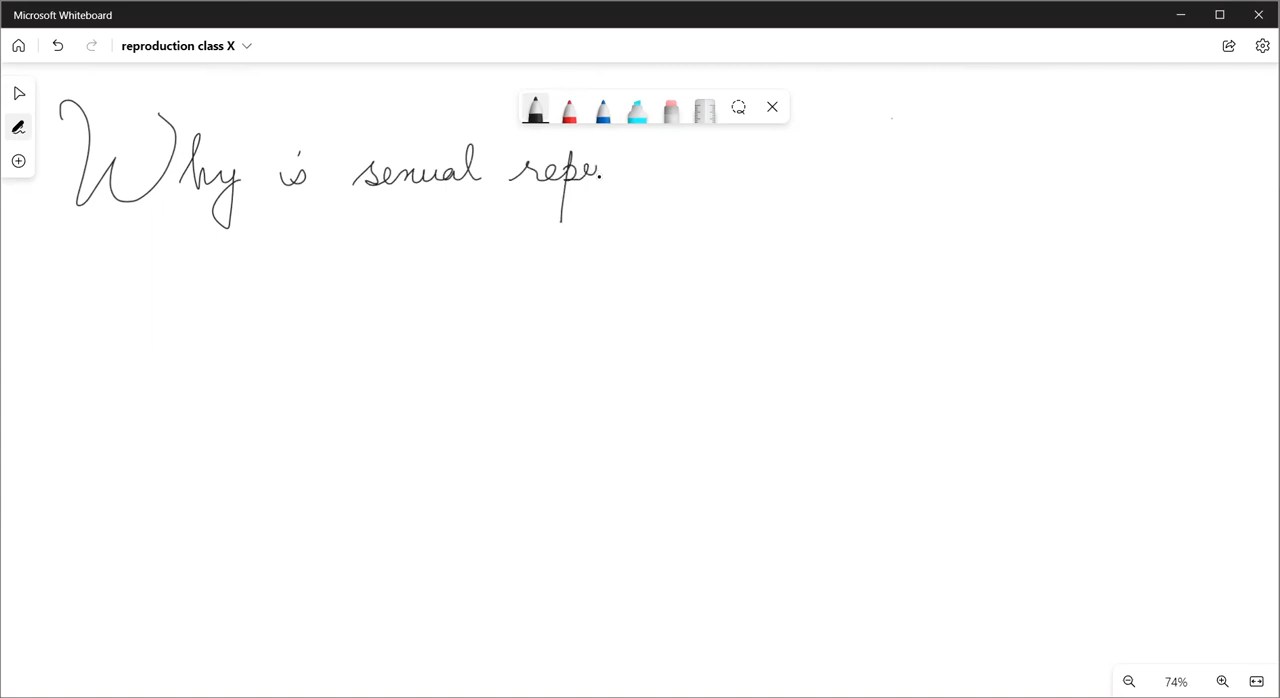 Microsoft Whiteboard
reproduction class X
Why is sexual repr
74%